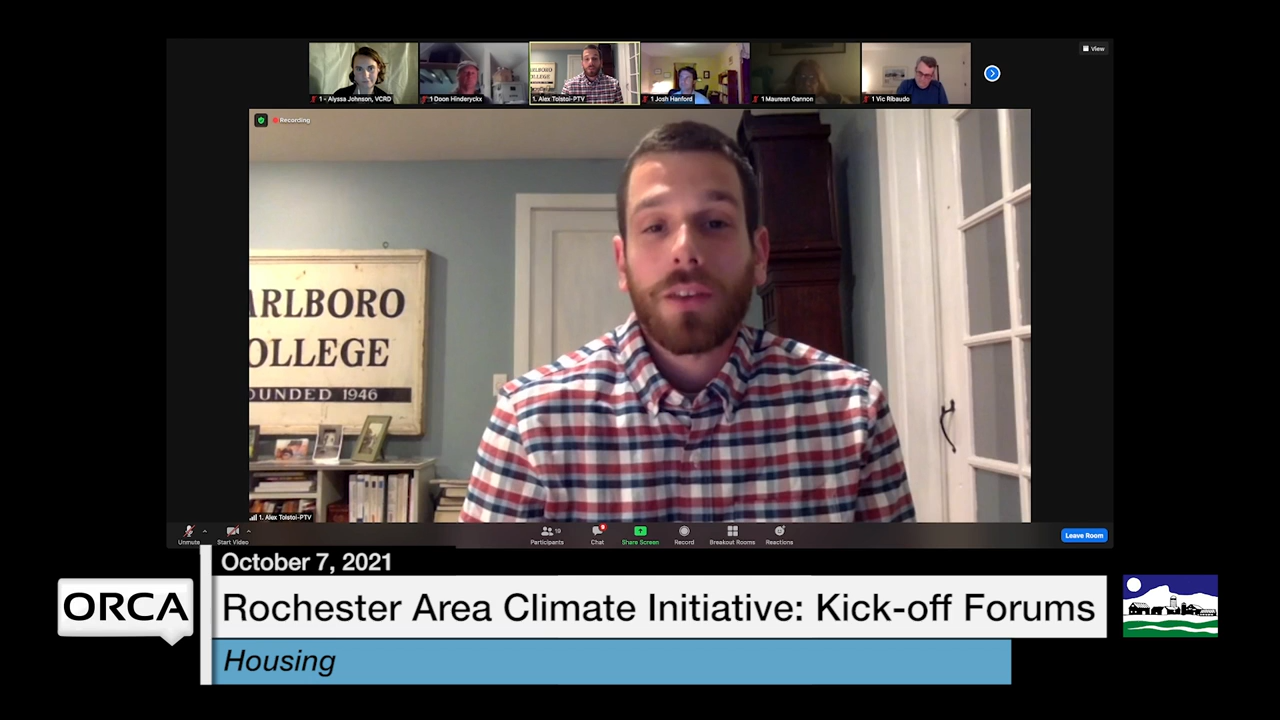 View
1 - Alyssa Johnson, VCRD
1 Doon Hinderyckx
1. Alex Tolstoi-PTV
1 Josh Hanford
1 Maureen Gannon
1 Vic Ribaudo
Recording
ARLBORO
OLLEGE
OUNDED 1946
1. Alex Tolstoi-PTV
Unmute
Start Video
Participants
Chat
Share Screen
Record
Breakout Rooms
Reactions
Leave Room
October 7, 2021
ORCA
Rochester Area Climate Initiative: Kick-off Forums
Housing